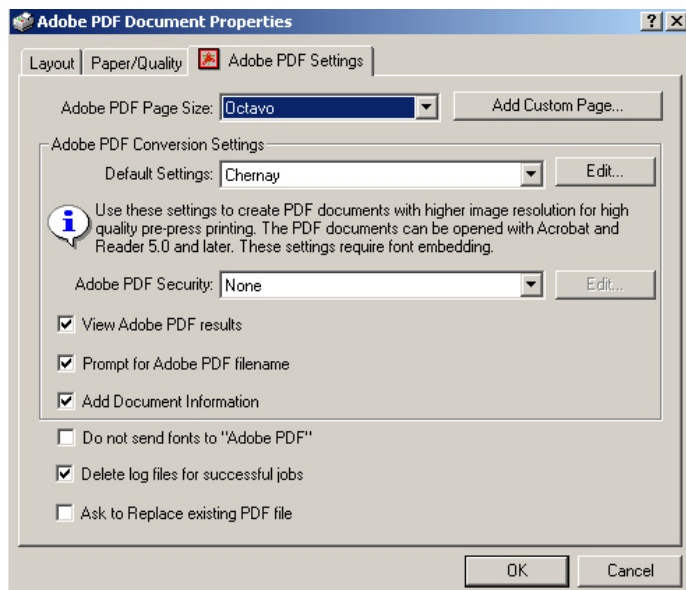 Adobe PDF Document Properties
Layout Paper/Quality Adobe PDF Settings
Adobe PDF Page Size: Octavo Add Custom Page...
Adobe PDF Conversion Settings
Default Settings: Chernay Edit...
Use these settings to create PDF documents with higher image resolution for high
quality pre-press printing. The PDF documents can be opened with Acrobat and
Reader 5.0 and later. These settings require font embedding.
Adobe PDF Security: None Edit...
View Adobe PDF results
Prompt for Adobe PDF filename
Add Document Information
Do not send fonts to "Adobe PDF"
Delete log files for successful jobs
Ask to Replace existing PDF file
OK Cancel